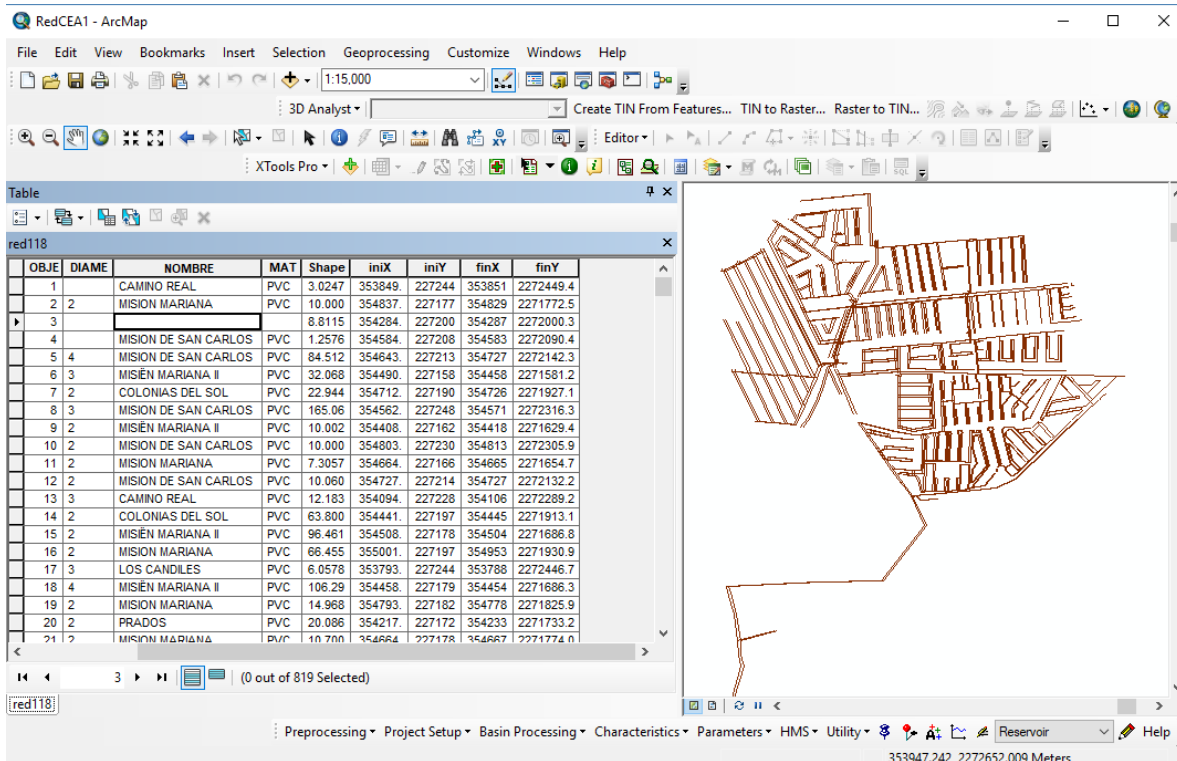 RedCEA1 - ArcMap
File Edit View Bookmarks Insert Selection Geoprocessing Customize Windows Help
1:15,000
3D Analyst Create TIN From Features... TIN to Raster... Raster to TIN...
Editor
XTools Pro
Table
red118
OBJE DIAME NOMBRE MAT Shape iniX iniY finX finY
1 CAMINO REAL PVC 3.0247 353849. 227244 353851 2272449.4
2 2 MISION MARIANA PVC 10.000 354837. 227177 354829 2271772.5
3 8.8115 354284. 227200 354287 2272000.3
4 MISION DE SAN CARLOS PVC 1.2576 354584. 227208 354583 2272090.4
5 4 MISION DE SAN CARLOS PVC 84.512 354643. 227213 354727 2272142.3
6 3 MISIËN MARIANA II PVC 32.068 354490. 227158 354458 2271581.2
7 2 COLONIAS DEL SOL PVC 22.944 354712. 227190 354726 2271927.1
8 3 MISION DE SAN CARLOS PVC 165.06 354562. 227248 354571 2272316.3
9 2 MISIËN MARIANA II PVC 10.002 354408. 227162 354418 2271629.4
10 2 MISION DE SAN CARLOS PVC 10.000 354803. 227230 354813 2272305.9
11 2 MISION MARIANA PVC 7.3057 354664. 227166 354665 2271654.7
12 2 MISION DE SAN CARLOS PVC 10.060 354727. 227214 354727 2272132.2
13 3 CAMINO REAL PVC 12.183 354094. 227228 354106 2272289.2
14 2 COLONIAS DEL SOL PVC 63.800 354441. 227197 354445 2271913.1
15 2 MISIËN MARIANA II PVC 96.461 354508. 227178 354504 2271686.8
16 2 MISION MARIANA PVC 66.455 355001. 227197 354953 2271930.9
17 3 LOS CANDILES PVC 6.0578 353793. 227244 353788 2272446.7
18 4 MISIËN MARIANA II PVC 106.29 354458. 227179 354454 2271686.3
19 2 MISION MARIANA PVC 14.968 354793. 227182 354778 2271825.9
20 2 PRADOS PVC 20.086 354217. 227172 354233 2271733.2
21 2 MISION MARIANA PVC 10.700 354664 227178 354667 2271774.0
3 (0 out of 819 Selected)
red118
Preprocessing Project Setup Basin Processing Characteristics Parameters HMS Utility Reservoir Help
353947.242 2272652.009 Meters